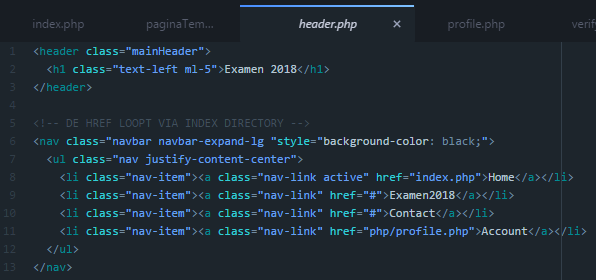 index.php paginaTem... header.php × profile.php verify
1 <header class="mainHeader">
2 <h1 class="text-left ml-5">Examen 2018</h1>
3 </header>
4
5 <!-- DE HREF LOOPT VIA INDEX DIRECTORY -->
6 <nav class="navbar navbar-expand-lg "style="background-color: black;">
7 <ul class="nav justify-content-center">
8 <li class="nav-item"><a class="nav-link active" href="index.php">Home</a></li>
9 <li class="nav-item"><a class="nav-link" href="#">Examen2018</a></li>
10 <li class="nav-item"><a class="nav-link" href="#">Contact</a></li>
11 <li class="nav-item"><a class="nav-link" href="php/profile.php">Account</a></li>
12 </ul>
13 </nav>